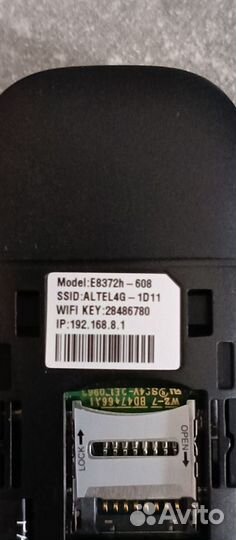 Model:E8372h-608
SSID:ALTEL4G-1D11
WIFI KEY:28486780
IP:192.168.8.1
LOCK
OPEN
Avito